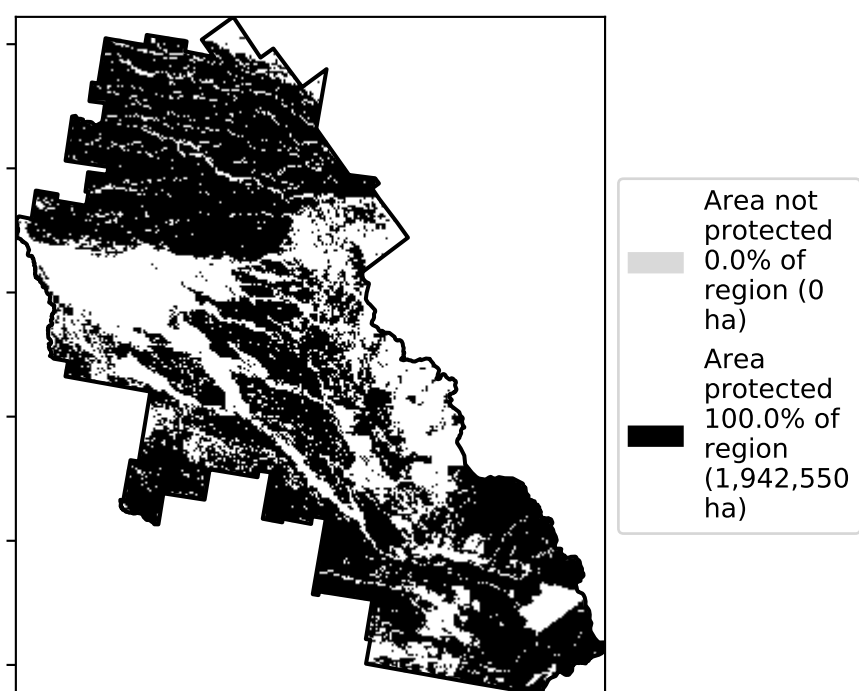 Area not
protected
0.0% of
region (0
ha)
Area
protected
100.0% of
region
(1,942,550
ha)